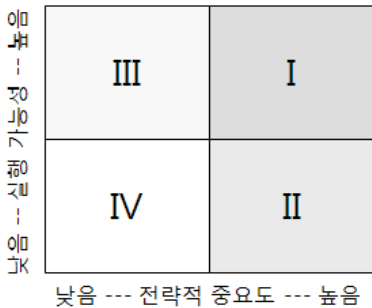 낮음 -- 실행 가능성 -- 높음
III
I
IV
II
낮음 --- 전략적 중요도 --- 높음